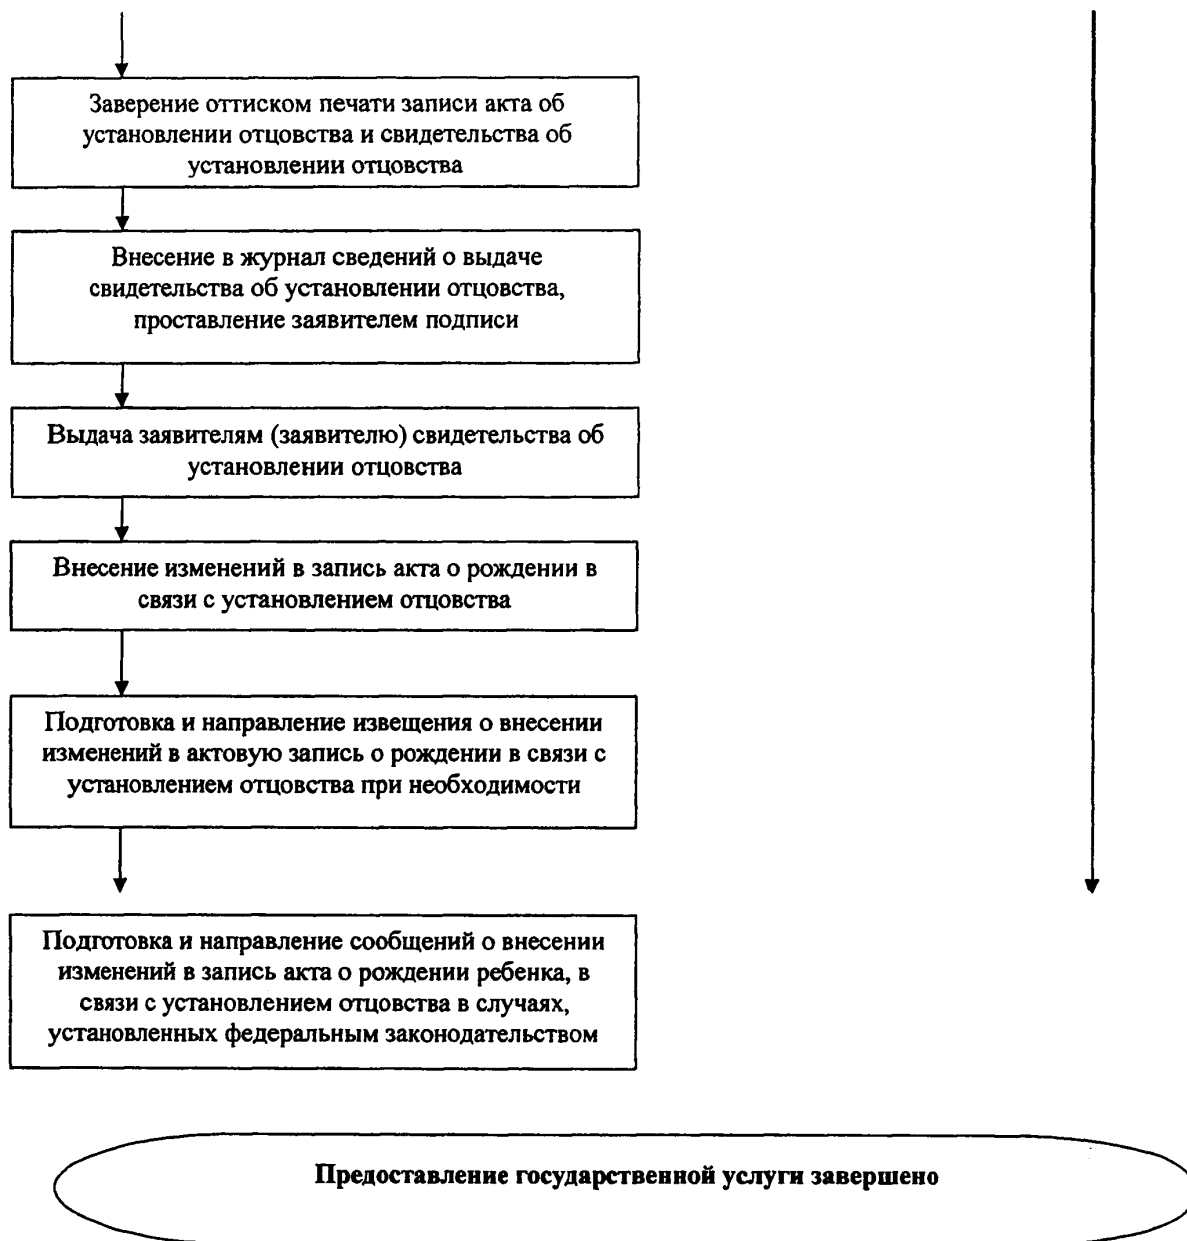 Заверение оттиском печати записи акта об
установлении отцовства и свидетельства об
установлении отцовства
Внесение в журнал сведений о выдаче
свидетельства об установлении отцовства,
проставление заявителем подписи
Выдача заявителям (заявителю) свидетельства об
установлении отцовства
Внесение изменений в запись акта о рождении в
связи с установлением отцовства
Подготовка и направление извещения о внесении
изменений в актовую запись о рождении в связи с
установлением отцовства при необходимости
Подготовка и направление сообщений о внесении
изменений в запись акта о рождении ребенка, в
связи с установлением отцовства в случаях,
установленных федеральным законодательством
Предоставление государственной услуги завершено